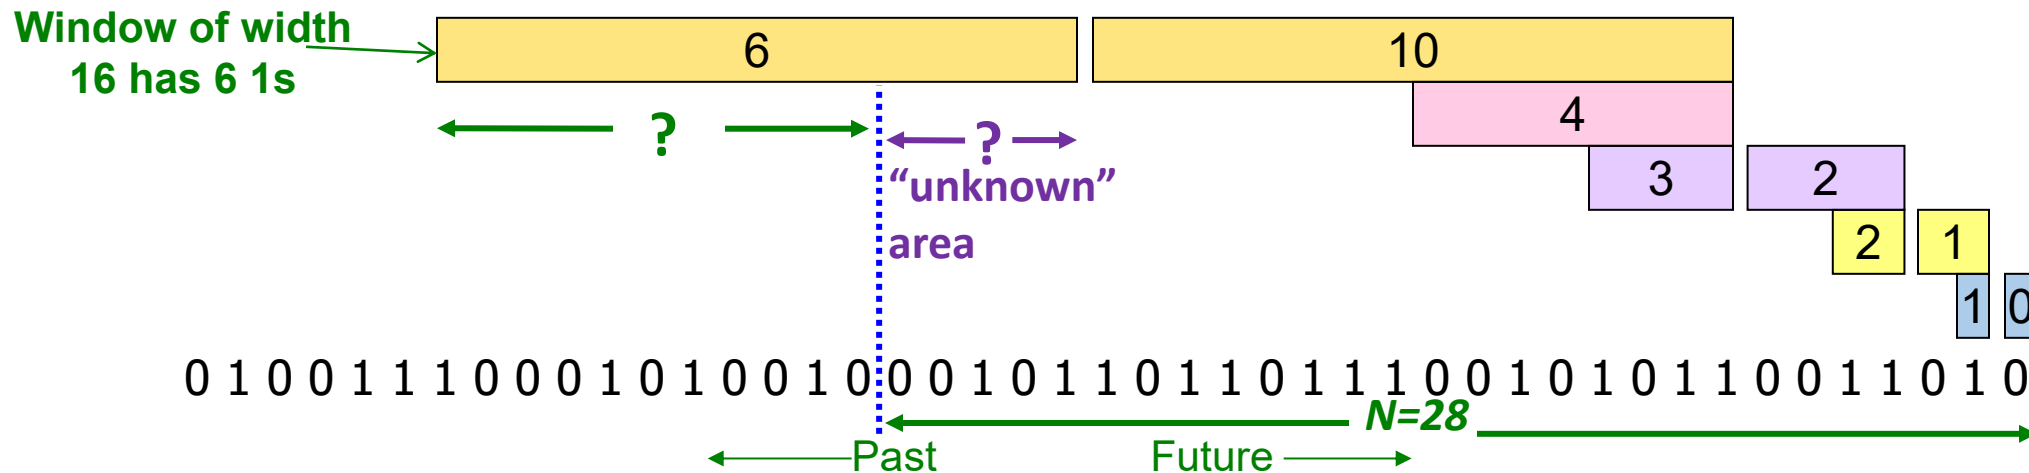 Window of width
16 has 6 1s
6
10
4
?
?
"unknown"
area
3
2
2
1
1
0
0 1 0 0 1 1 1 0 0 0 1 0 1 0 0 1 0 0 0 1 0 1 1 0 1 1 0 1 1 1 0 0 1 0 1 0 1 1 0 0 1 1 0 1 0
N=28
Past
Future